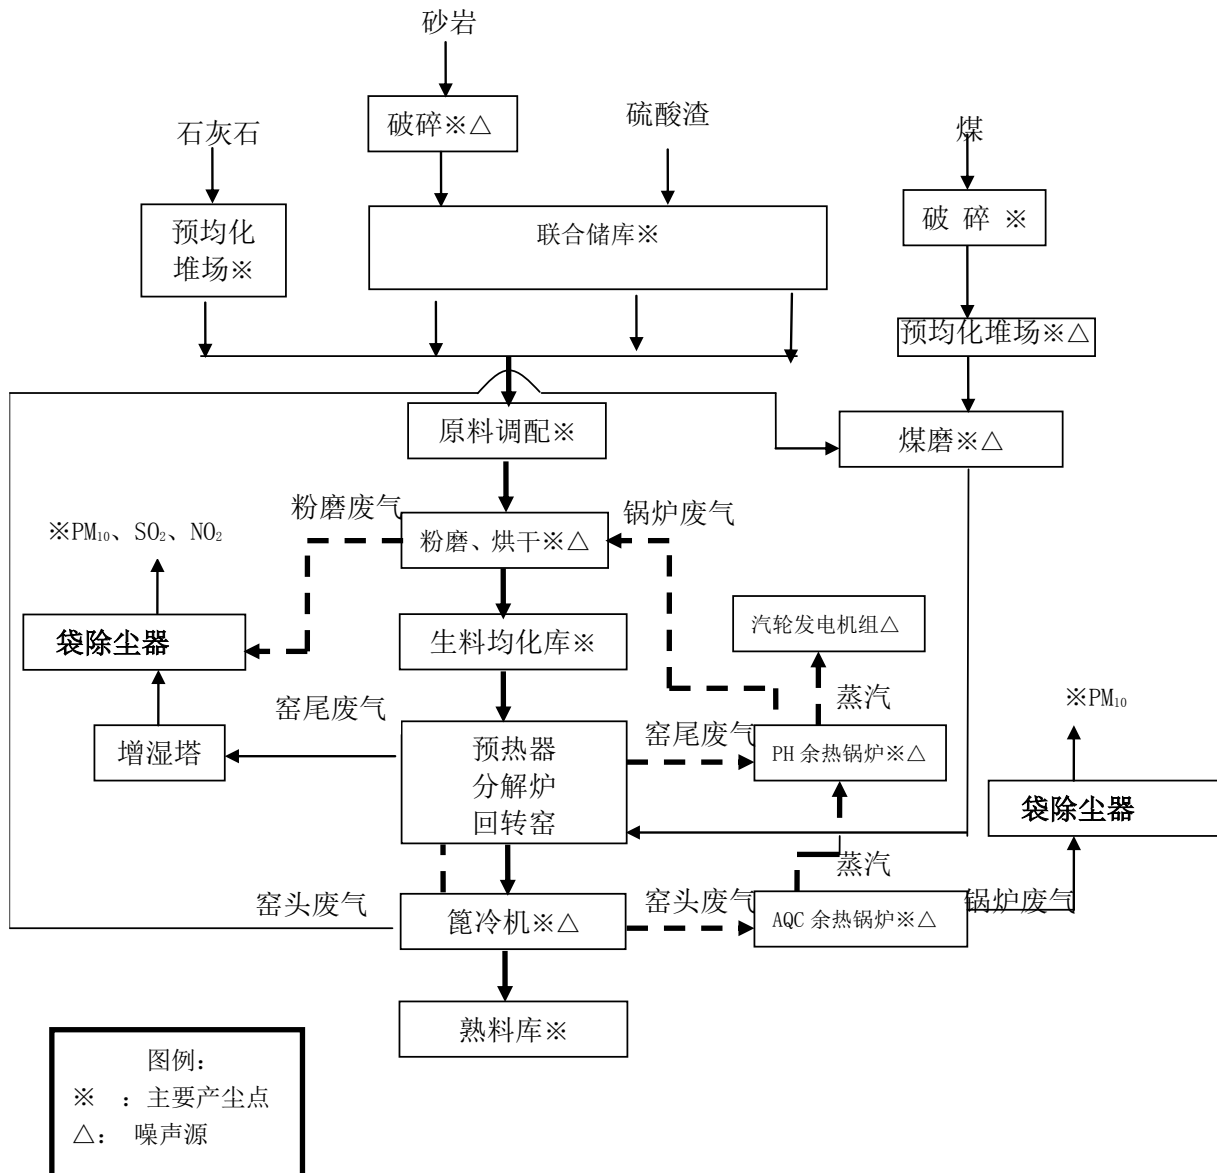 砂岩
破碎※△
硫酸渣
煤
石灰石
预均化
堆场※
联合储库※
破 碎 ※
预均化堆场※△
原料调配※
煤磨※△
粉磨废气
锅炉废气
※PM₁₀、SO₂、NO₂
粉磨、烘干※△
袋除尘器
生料均化库※
汽轮发电机组△
窑尾废气
蒸汽
※PM₁₀
增湿塔
预热器
分解炉
回转窑
窑尾废气
PH 余热锅炉※△
袋除尘器
蒸汽
窑头废气
篦冷机※△
窑头废气
AQC 余热锅炉※△
锅炉废气
熟料库※
图例：
※ ：主要产尘点
△： 噪声源